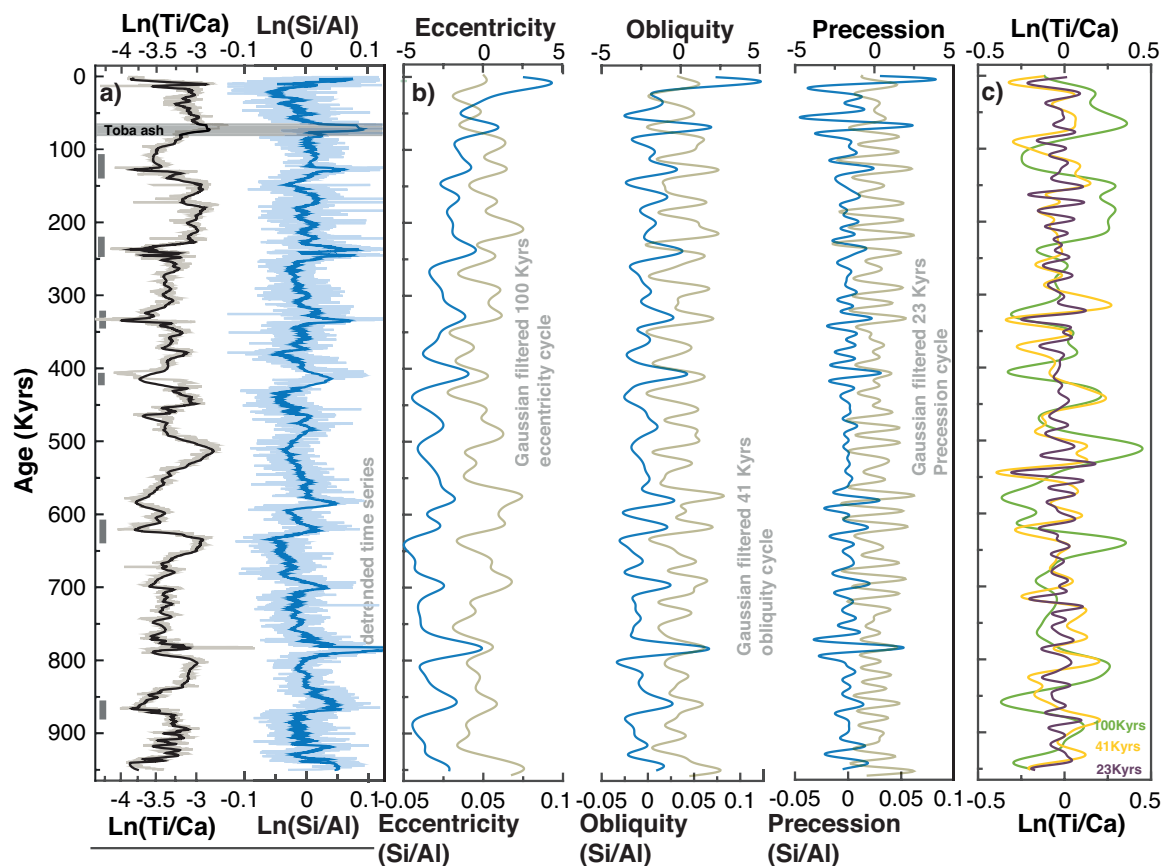 Ln(Ti/Ca) Ln(Si/Al) Eccentricity Obliquity Precession Ln(Ti/Ca)
-4 -3.5 -3 -0.1 0 0.1 -5 0 5 -5 0 5 -5 0 5 -0.5 0 0.5
a) b) c)
0
Toba ash
100
200
300
400
500
600
700
800
900
Age (Kyrs)
detrended time series
Gaussian filtered 100 Kyrs
eccentricity cycle
Gaussian filtered 41 Kyrs
obliquity cycle
Gaussian filtered 23 Kyrs
Precession cycle
100Kyrs
41Kyrs
23Kyrs
-4 -3.5 -3 -0.1 0 0.1 0.05 0 0.05 0.1 -0.05 0 0.05 0.1 -0.05 0 0.05 0.1 -0.5 0 0.5
Ln(Ti/Ca) Ln(Si/Al) Eccentricity Obliquity Precession Ln(Ti/Ca)
(Si/Al) (Si/Al) (Si/Al)